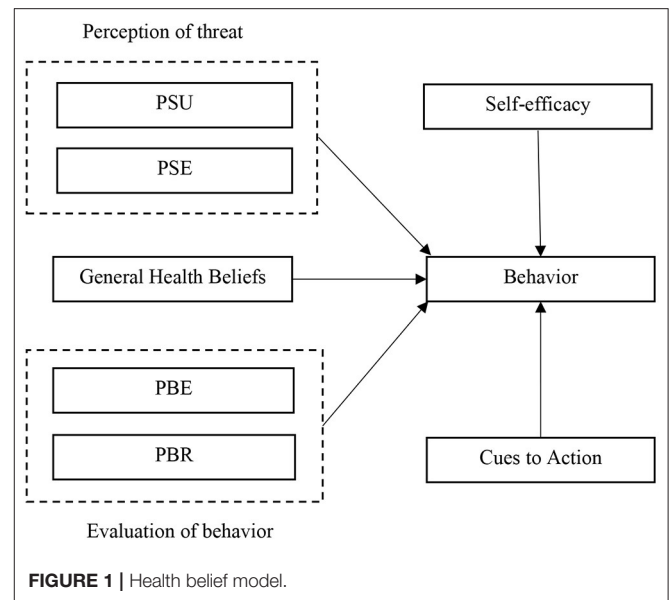 Perception of threat
PSU
PSE
Self-efficacy
General Health Beliefs
Behavior
PBE
PBR
Cues to Action
Evaluation of behavior
FIGURE 1 | Health belief model.